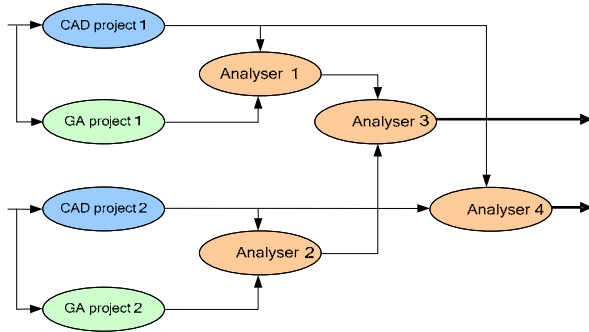 CAD project 1
Analyser 1
GA project 1
Analyser 3
CAD project 2
Analyser 4
Analyser 2
GA project 2